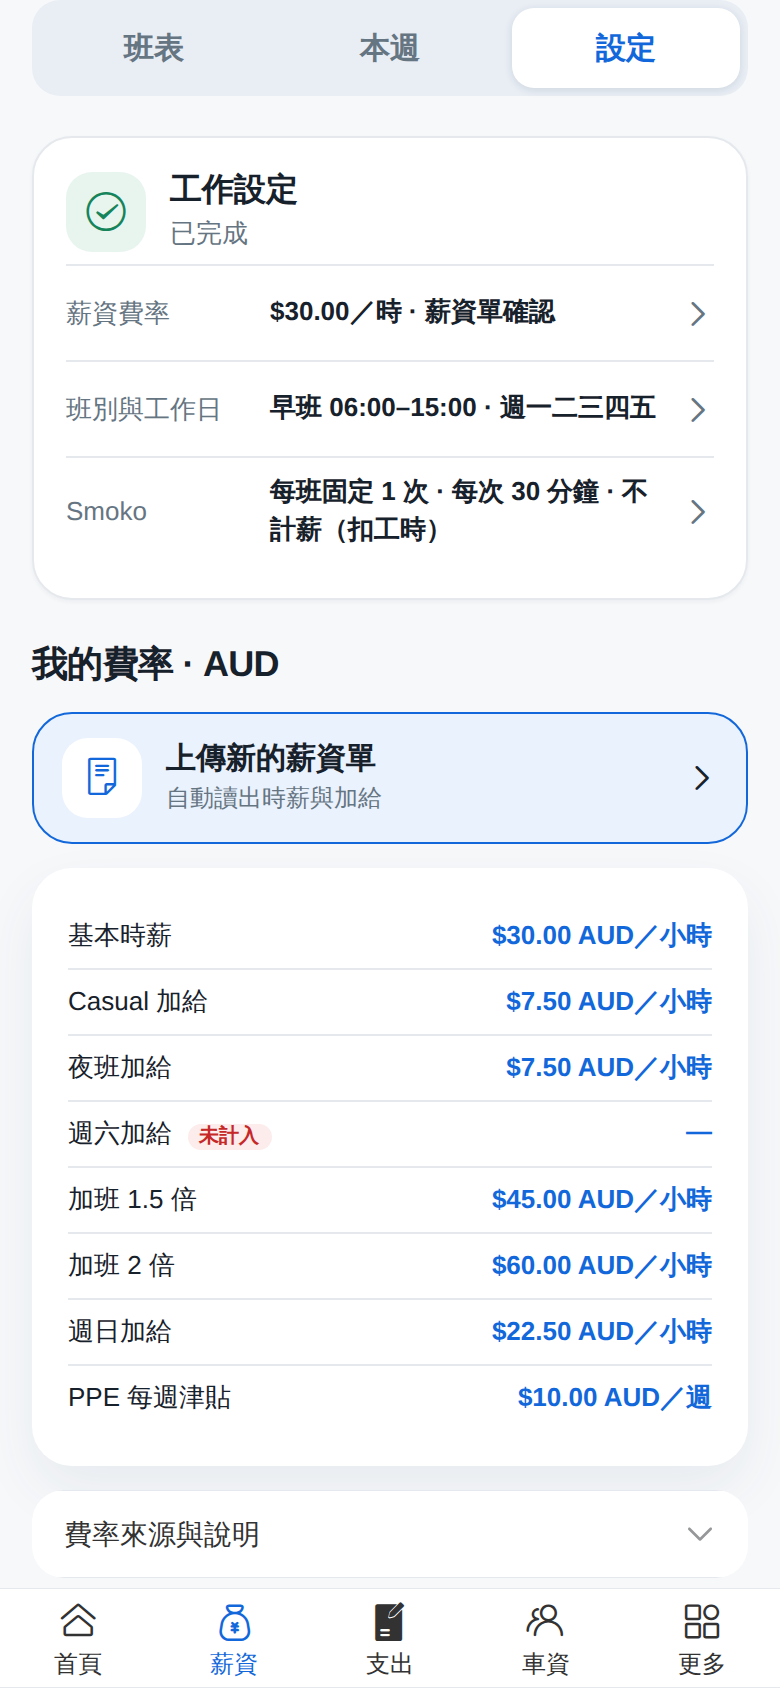 班表
本週
設定
工作設定
已完成
薪資費率
$30.00／時 · 薪資單確認
班別與工作日
早班 06:00–15:00 · 週一二三四五
Smoko
每班固定 1 次 · 每次 30 分鐘 · 不
計薪（扣工時）
我的費率 · AUD
上傳新的薪資單
自動讀出時薪與加給
基本時薪
$30.00 AUD／小時
Casual 加給
$7.50 AUD／小時
夜班加給
$7.50 AUD／小時
週六加給
未計入
—
加班 1.5 倍
$45.00 AUD／小時
加班 2 倍
$60.00 AUD／小時
週日加給
$22.50 AUD／小時
PPE 每週津貼
$10.00 AUD／週
費率來源與說明
首頁
薪資
支出
車資
更多